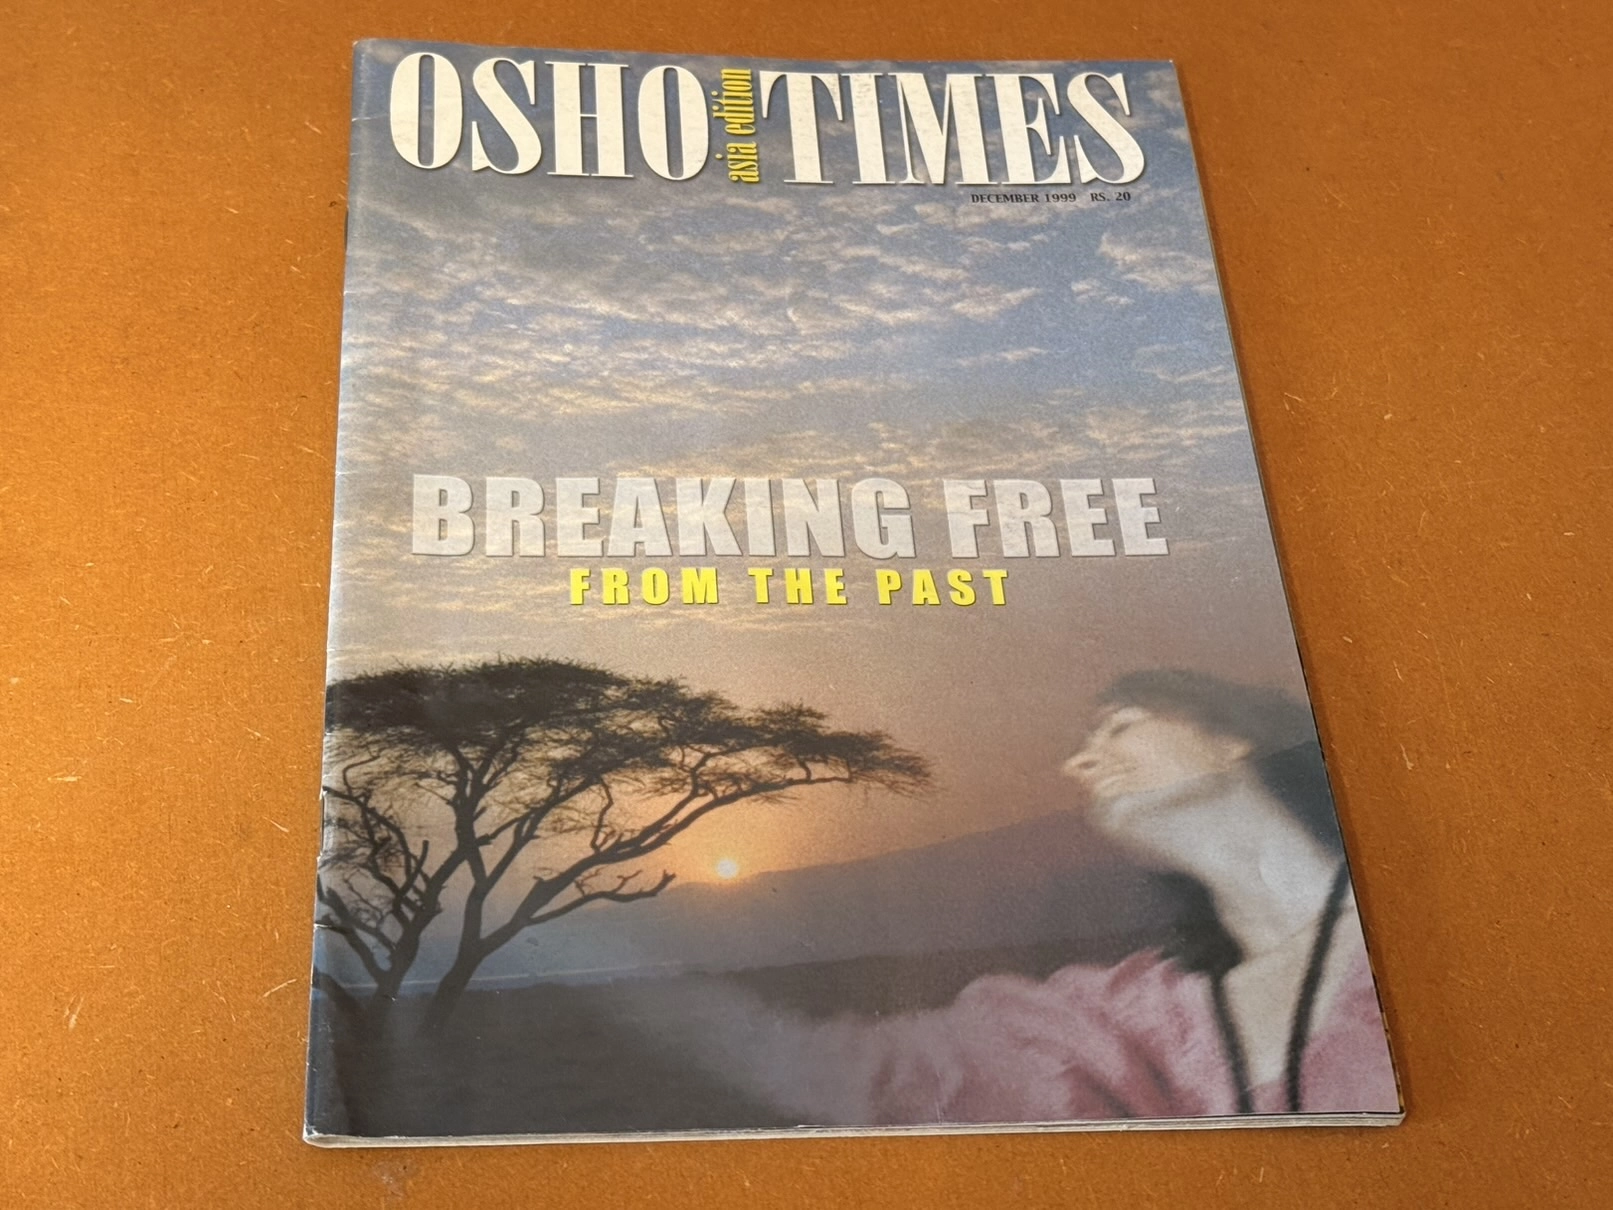 OSHO asia edition TIMES
DECEMBER 1999 RS. 20
BREAKING FREE
FROM THE PAST